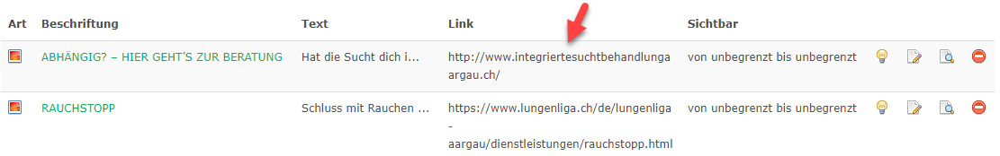 Art Beschriftung Text Link Sichtbar
ABHÄNGIG? – HIER GEHT'S ZUR BERATUNG Hat die Sucht dich i... http://www.integriertesuchtbehandlunga von unbegrenzt bis unbegrenzt
argau.ch/
RAUCHSTOPP Schluss mit Rauchen ... https://www.lungenliga.ch/de/lungenliga von unbegrenzt bis unbegrenzt
-
aargau/dienstleistungen/rauchstopp.html